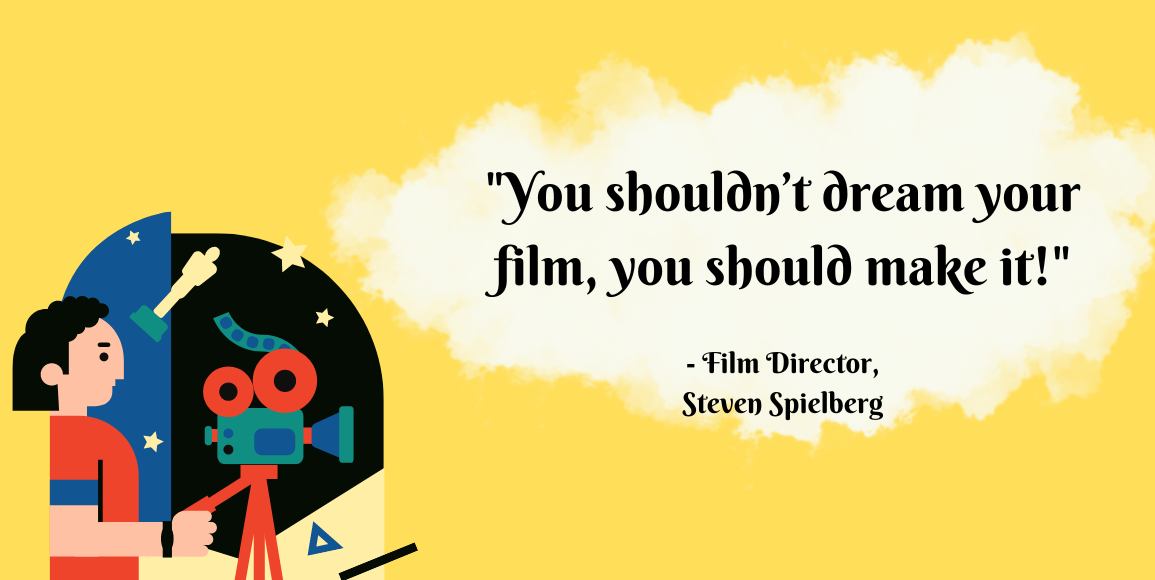 "You shouldn’t dream your
film, you should make it!"
- Film Director,
Steven Spielberg